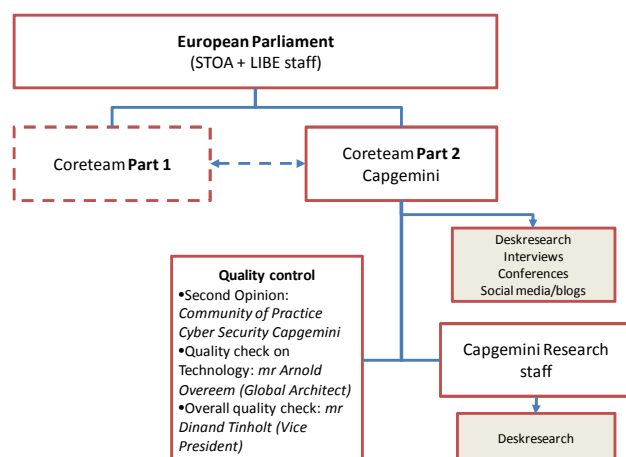 European Parliament
(STOA + LIBE staff)
Coreteam Part 1
Coreteam Part 2
Capgemini
Deskresearch
Interviews
Conferences
Social media/blogs
Quality control
•Second Opinion:
Community of Practice
Cyber Security Capgemini
•Quality check on
Technology: mr Arnold
Overeem (Global Architect)
•Overall quality check: mr
Dinand Tinholt (Vice
President)
Capgemini Research
staff
Deskresearch